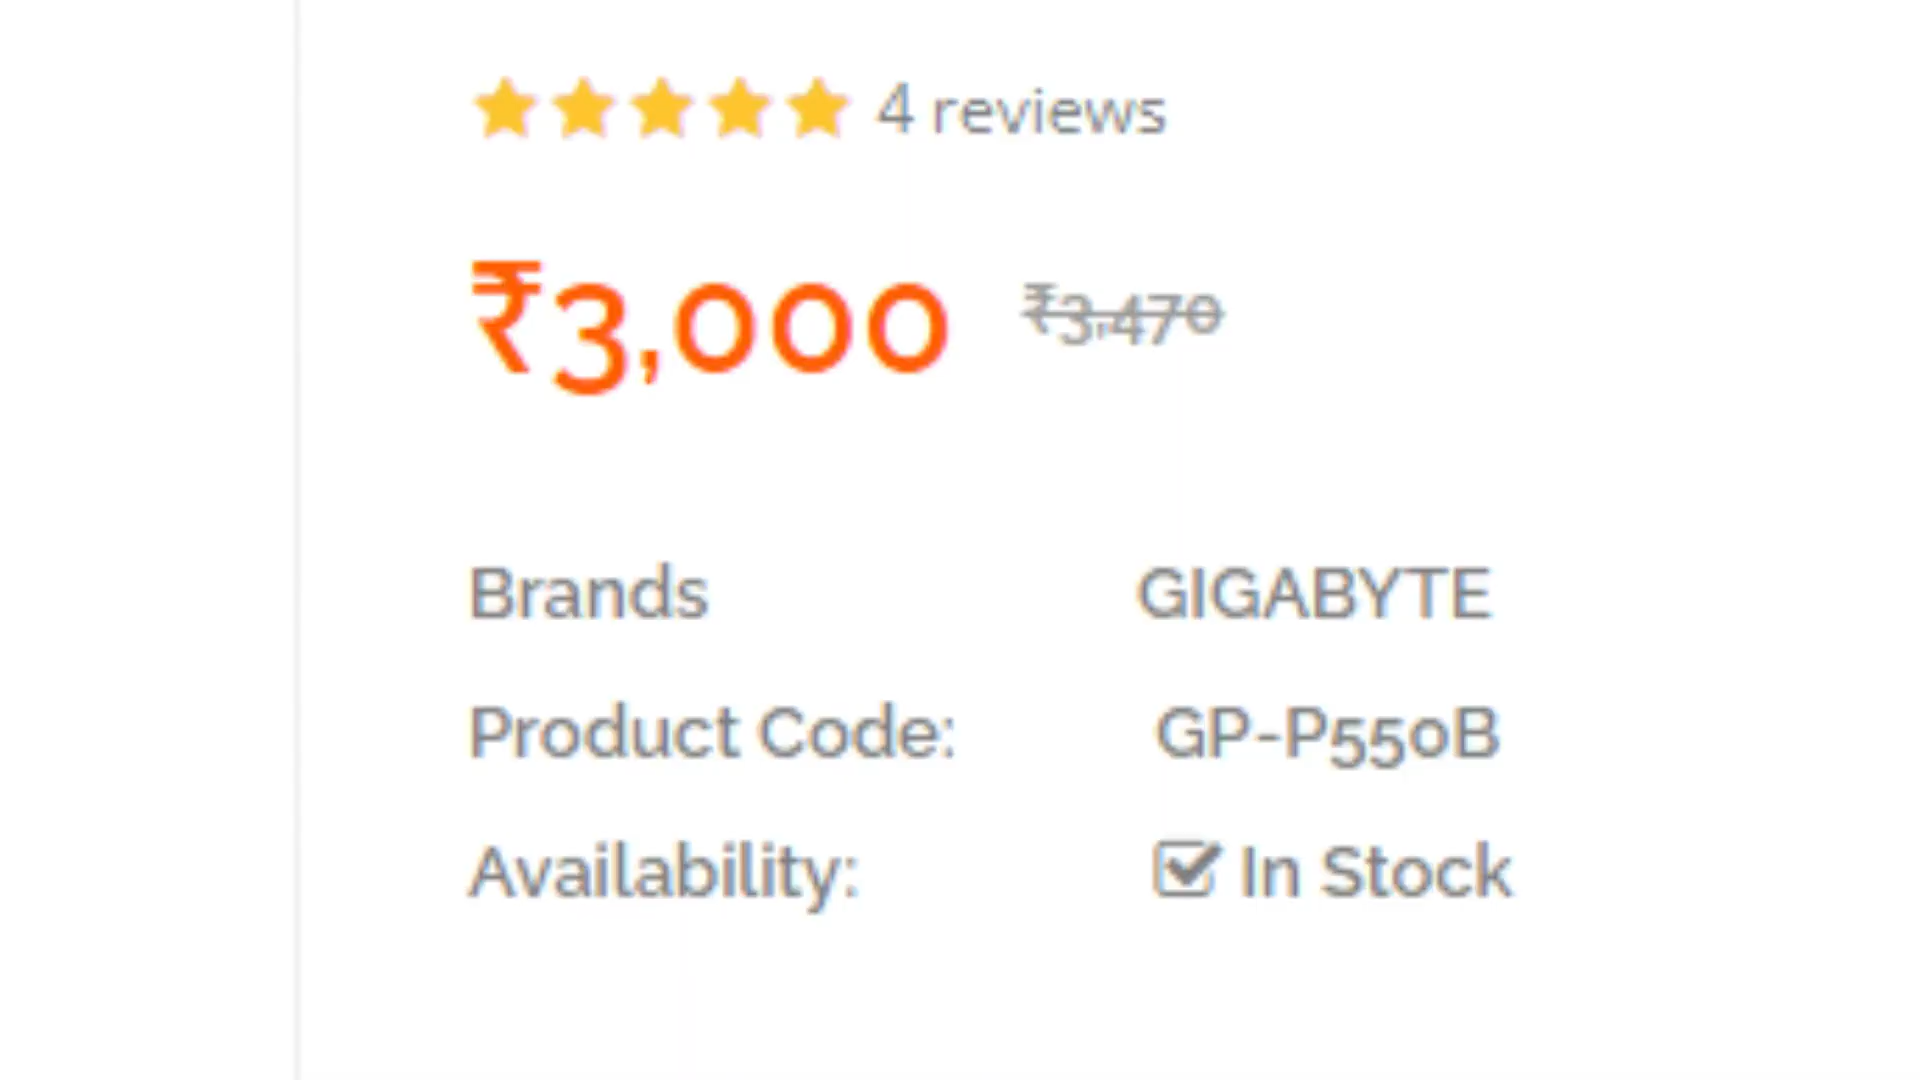 4 reviews
₹3,000 ₹3,470
Brands GIGABYTE
Product Code: GP-P550B
Availability: In Stock